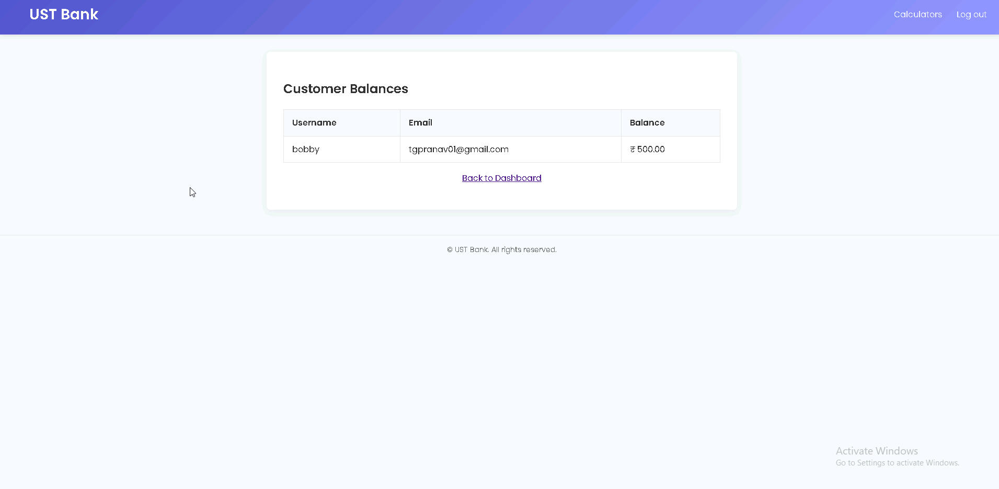 UST Bank
Calculators Log out
Customer Balances
Username Email Balance
bobby tgpranav01@gmail.com ₹ 500.00
Back to Dashboard
© UST Bank. All rights reserved.
Activate Windows
Go to Settings to activate Windows.